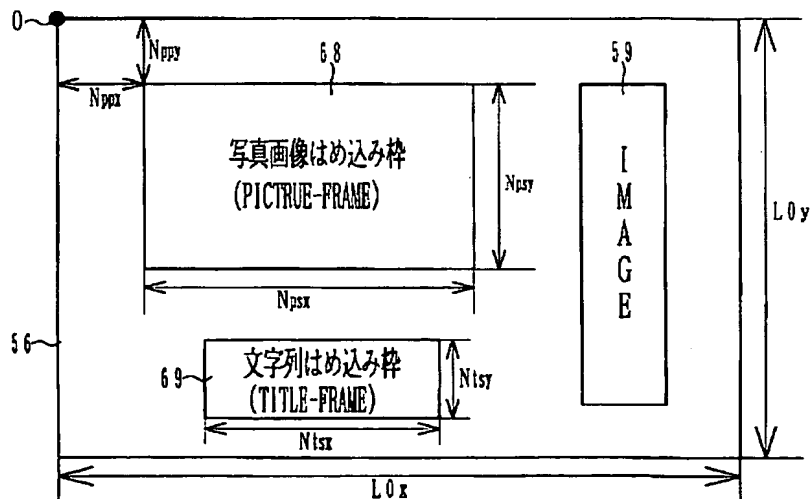 0
Nppy
68
59
Nppx
写真画像はめ込み枠
(PICTRUE-FRAME)
Npsy
IMAGE
L0y
Npsx
56
文字列はめ込み枠
(TITLE-FRAME)
69
Ntsy
Ntsx
L0x